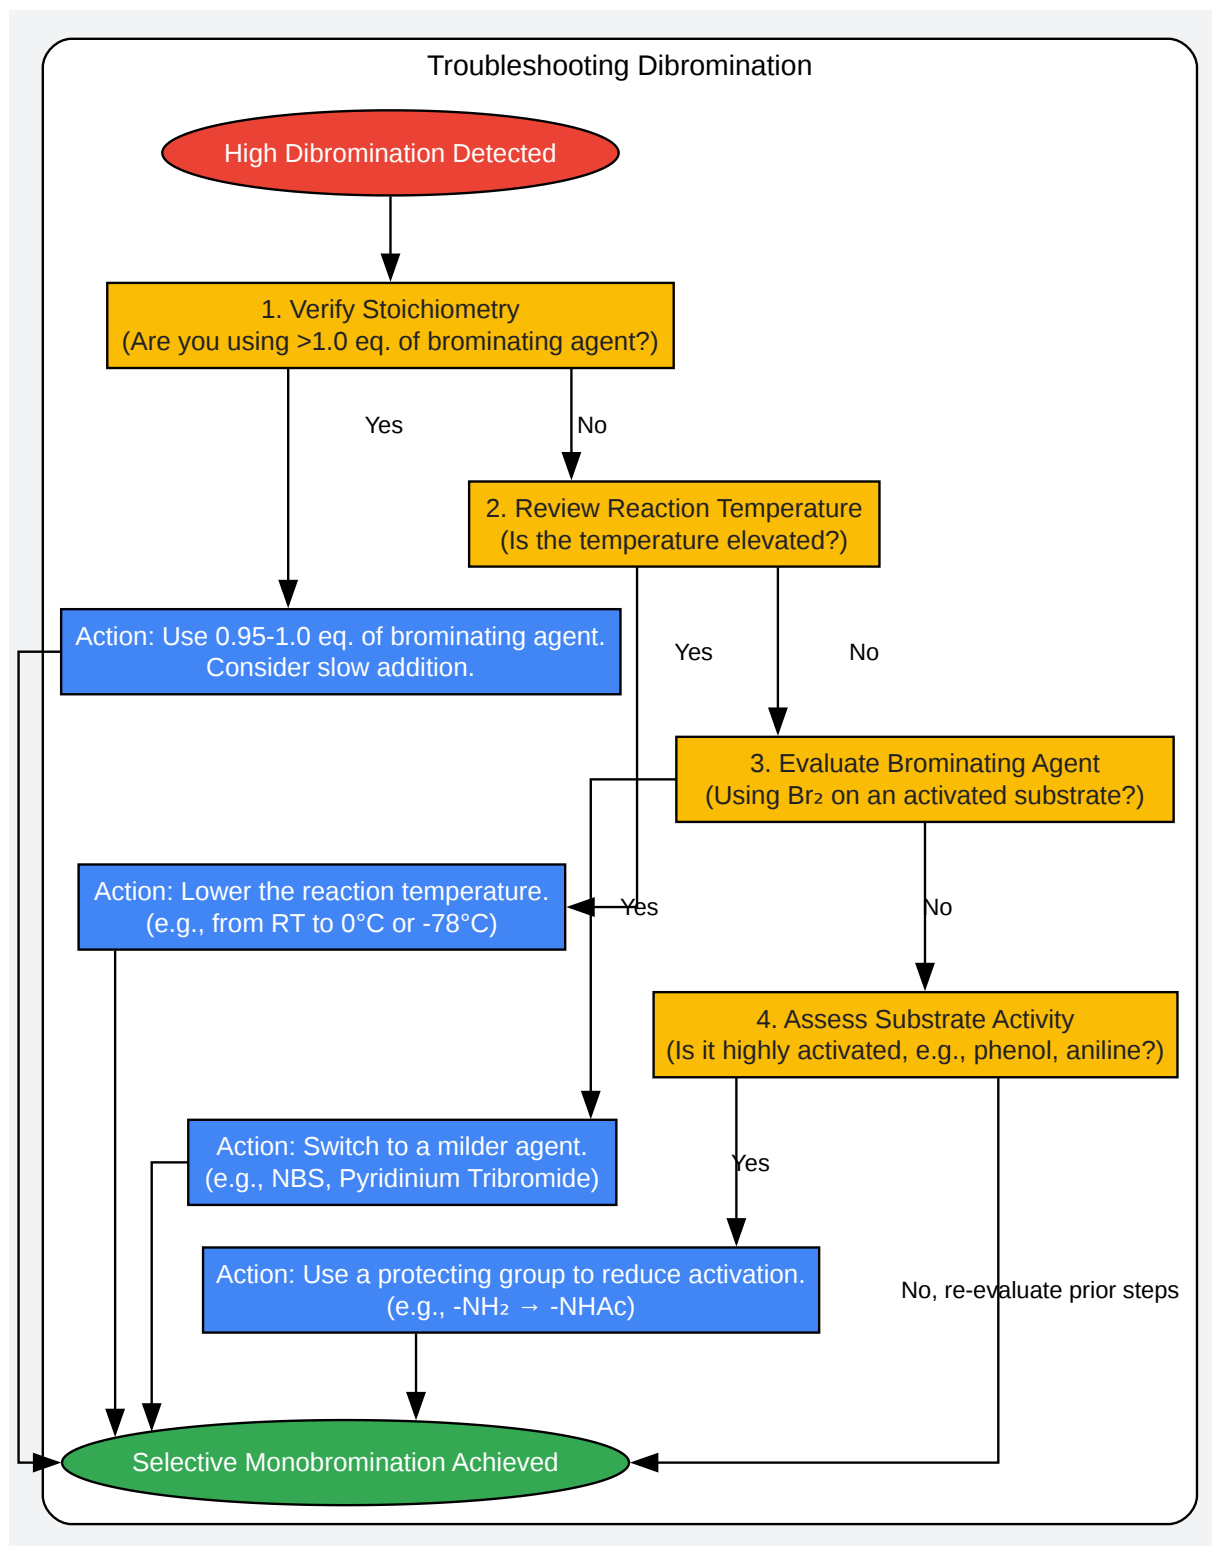 Troubleshooting Dibromination
High Dibromination Detected
1. Verify Stoichiometry
(Are you using >1.0 eq. of brominating agent?)
Yes
No
2. Review Reaction Temperature
(Is the temperature elevated?)
Action: Use 0.95-1.0 eq. of brominating agent.
Consider slow addition.
Yes
No
3. Evaluate Brominating Agent
(Using Br₂ on an activated substrate?)
Action: Lower the reaction temperature.
(e.g., from RT to 0°C or -78°C)
Yes
No
4. Assess Substrate Activity
(Is it highly activated, e.g., phenol, aniline?)
Action: Switch to a milder agent.
(e.g., NBS, Pyridinium Tribromide)
Yes
Action: Use a protecting group to reduce activation.
(e.g., -NH₂ → -NHAc)
No, re-evaluate prior steps
Selective Monobromination Achieved